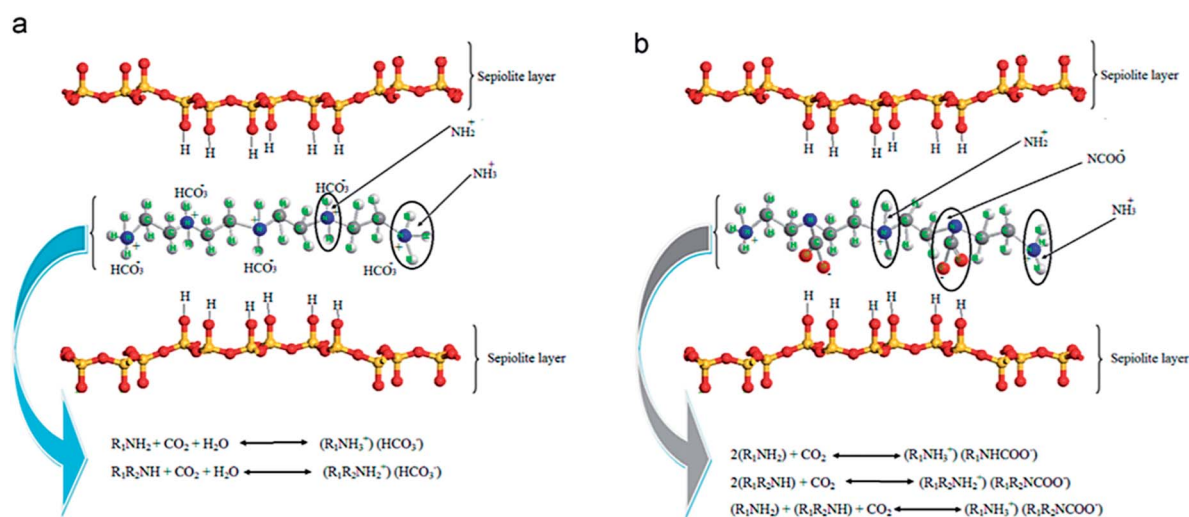 a
Sepiolite layer
H H H H H H
NH₂⁺
NH₃⁺
HCO₃⁻ HCO₃⁻
HCO₃⁻ HCO₃⁻ HCO₃⁻
H H H H H H
Sepiolite layer
R₁NH₂ + CO₂ + H₂O ⟷ (R₁NH₃⁺) (HCO₃⁻)
R₁R₂NH + CO₂ + H₂O ⟷ (R₁R₂NH₂⁺) (HCO₃⁻)
b
Sepiolite layer
H H H H H H
NH₂⁺
NCOO⁻
NH₃⁺
H H H H H H
Sepiolite layer
2(R₁NH₂) + CO₂ ⟷ (R₁NH₃⁺) (R₁NHCOO⁻)
2(R₁R₂NH) + CO₂ ⟷ (R₁R₂NH₂⁺) (R₁R₂NCOO⁻)
(R₁NH₂) + (R₁R₂NH) + CO₂ ⟷ (R₁NH₃⁺) (R₁R₂NCOO⁻)